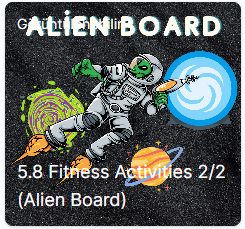 ALIEN BOARD
5.8 Fitness Activities 2/2
(Alien Board)